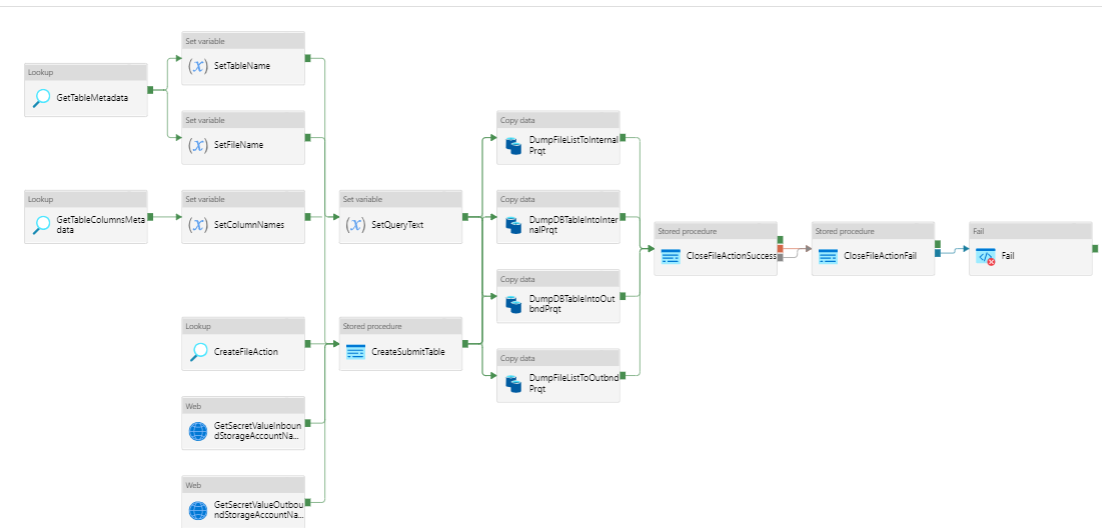 Set variable
(x) SetTableName
Lookup
GetTableMetadata
Set variable
(x) SetFileName
Copy data
DumpFileListToInternal
Prqt
Lookup
GetTableColumnsMeta
data
Set variable
(x) SetColumnNames
Set variable
(x) SetQueryText
Copy data
DumpDBTableIntoInter
nalPrqt
Stored procedure
CloseFileActionSuccess
Stored procedure
CloseFileActionFail
Fail
Fail
Copy data
DumpDBTableIntoOut
bndPrqt
Lookup
CreateFileAction
Stored procedure
CreateSubmitTable
Copy data
DumpFileListToOutbnd
Prqt
Web
GetSecretValueInboun
dStorageAccountNa...
Web
GetSecretValueOutbou
ndStorageAccountNa...